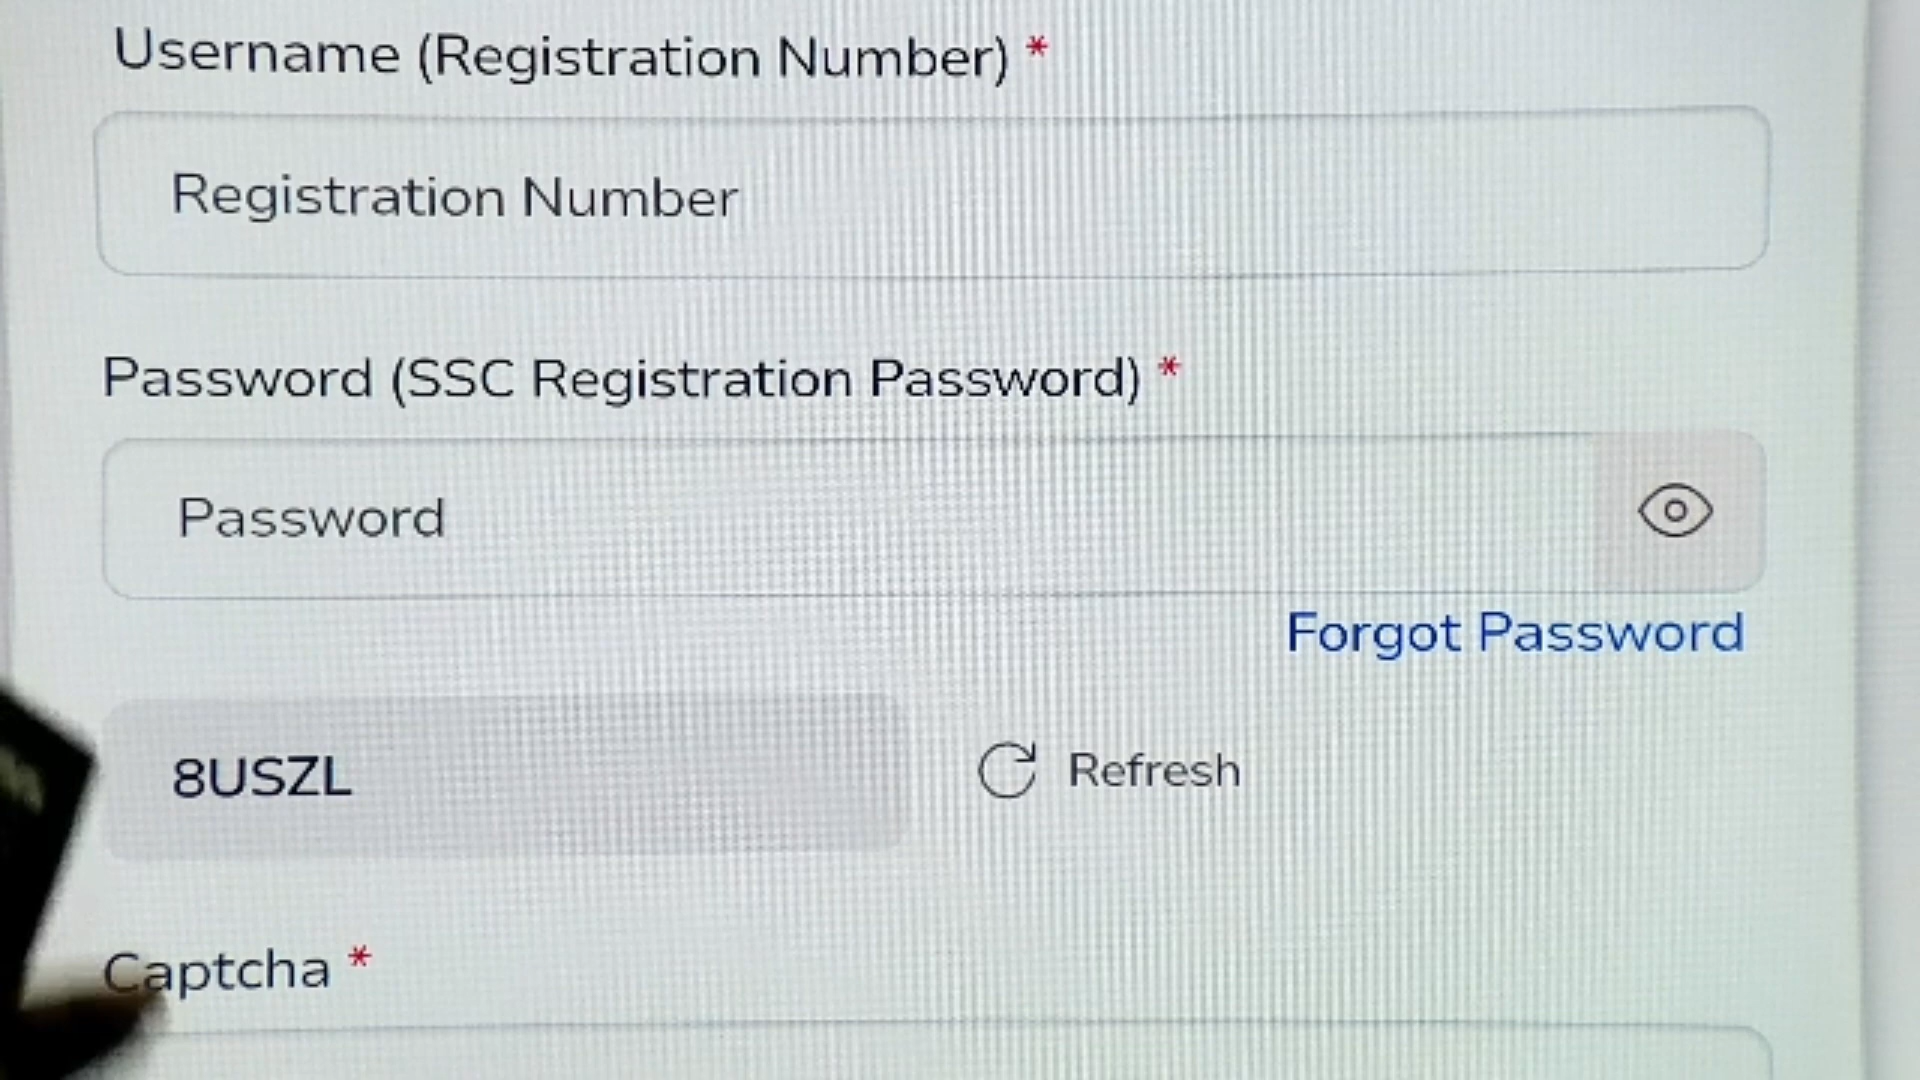 Username (Registration Number) *
Registration Number
Password (SSC Registration Password) *
Password
Forgot Password
8USZL
Refresh
Captcha *